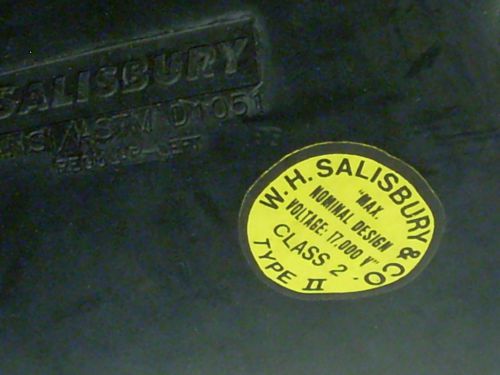 SALISBURY
ANSI/ASTM D1051
W.H. SALISBURY & CO.
"MAX.
NOMINAL DESIGN
VOLTAGE: 17,000 V"
CLASS 2
TYPE II